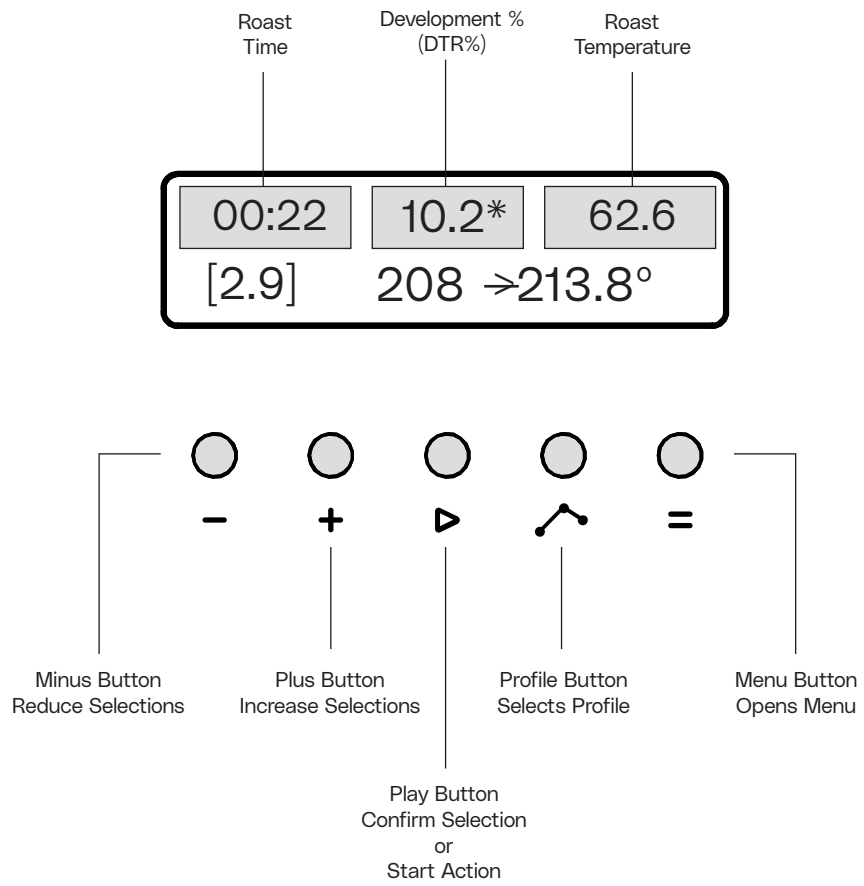 Roast
Time
Development %
(DTR%)
Roast
Temperature
00:22 10.2* 62.6
[2.9] 208 →213.8°
− + ▷ =
Minus Button
Reduce Selections
Plus Button
Increase Selections
Profile Button
Selects Profile
Menu Button
Opens Menu
Play Button
Confirm Selection
or
Start Action